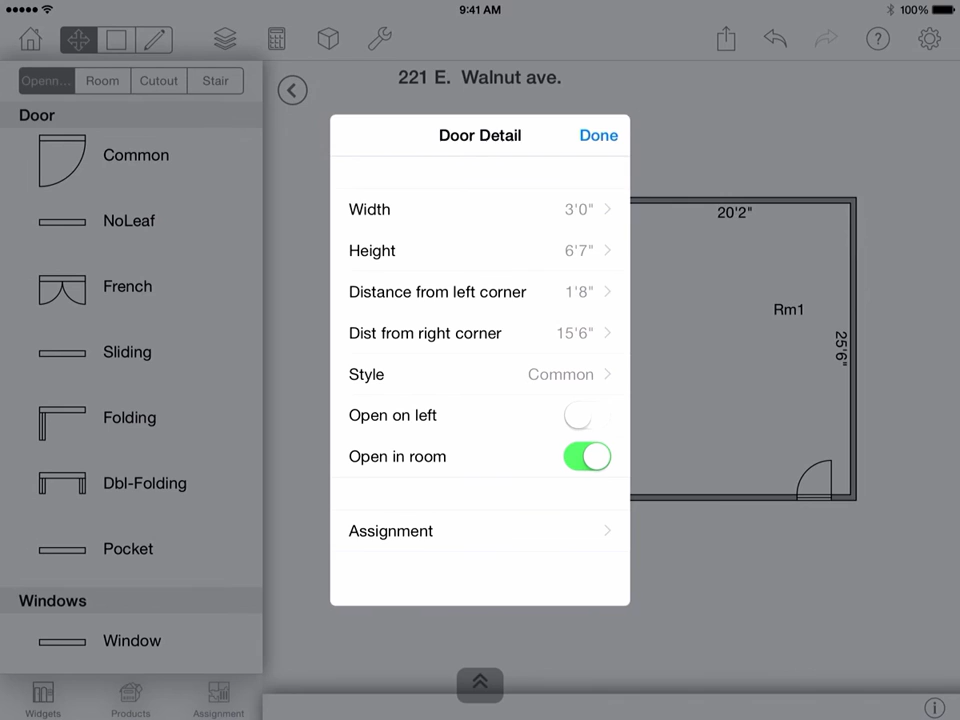 9:41 AM
100%
Openn...
Room
Cutout
Stair
221 E. Walnut ave.
Door
Common
NoLeaf
French
Sliding
Folding
Dbl-Folding
Pocket
Windows
Window
Widgets
Products
Assignment
Door Detail
Done
Width 3'0"
Height 6'7"
Distance from left corner 1'8"
Dist from right corner 15'6"
Style Common
Open on left
Open in room
Assignment
20'2"
Rm1
25'6"